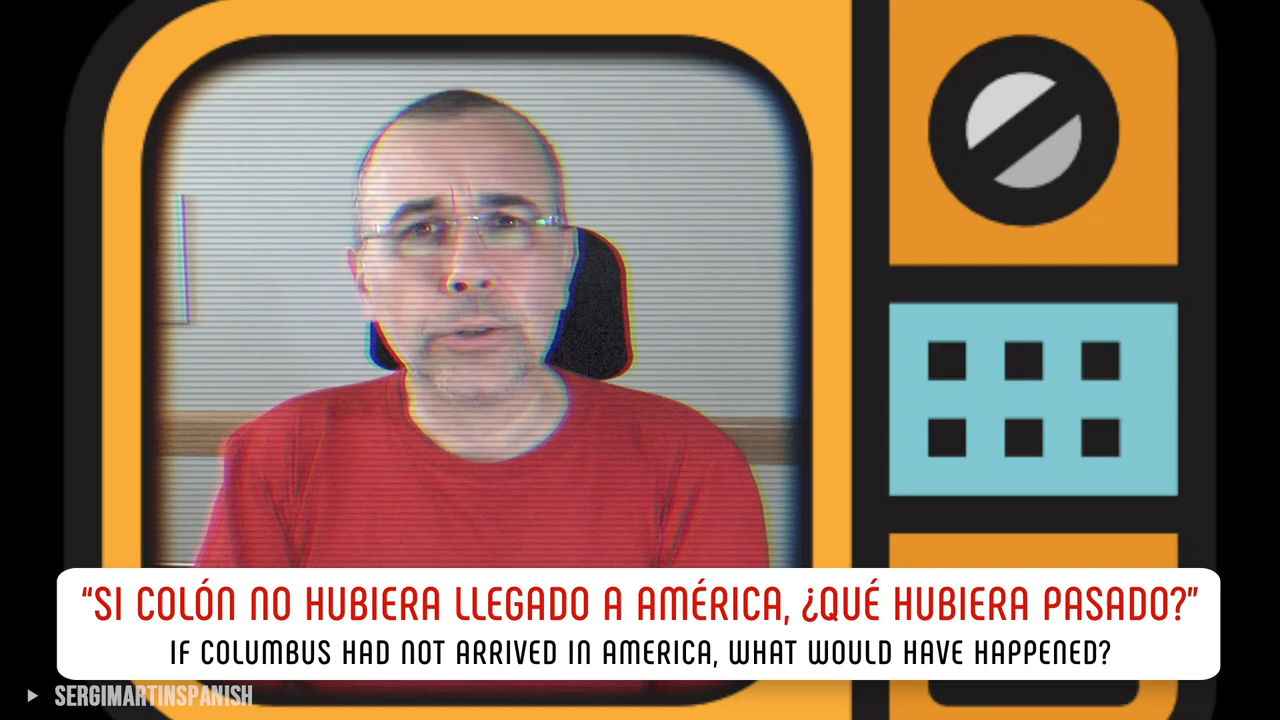 “SI COLÓN NO HUBIERA LLEGADO A AMÉRICA, ¿QUÉ HUBIERA PASADO?”
IF COLUMBUS HAD NOT ARRIVED IN AMERICA, WHAT WOULD HAVE HAPPENED?
SERGIMARTINSPANISH